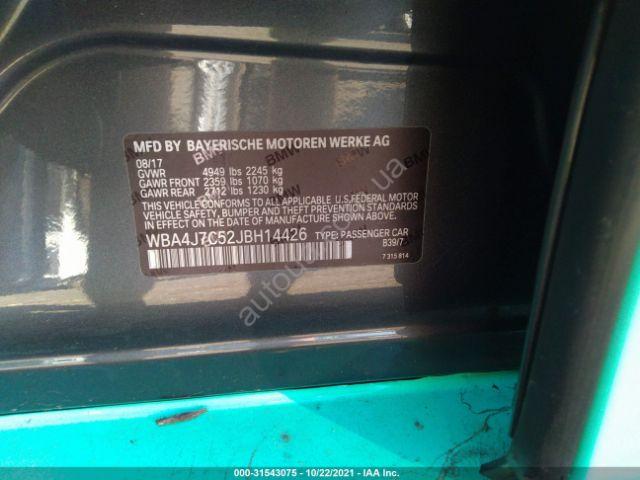 MFD BY BAYERISCHE MOTOREN WERKE AG
08/17
GVWR 4949 lbs 2245 kg
GAWR FRONT 2359 lbs 1070 kg
GAWR REAR 2712 lbs 1230 kg
THIS VEHICLE CONFORMS TO ALL APPLICABLE U.S.FEDERAL MOTOR
VEHICLE SAFETY, BUMPER, AND THEFT PREVENTION STANDARDS
IN EFFECT ON THE DATE OF MANUFACTURE SHOWN ABOVE.
WBA4J7C52JBH14426 TYPE: PASSENGER CAR
B39/7
7 315 814
000-31543075 - 10/22/2021 - IAA Inc.